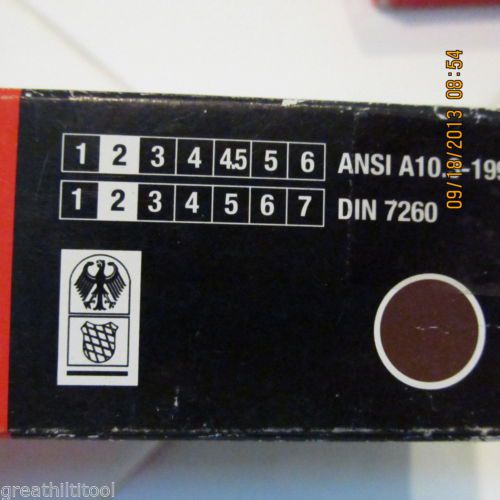 1 2 3 4 4.5 5 6 ANSI A10.
1 2 3 4 5 6 7 DIN 7260
09/18/2013 08:54
greathiltitool